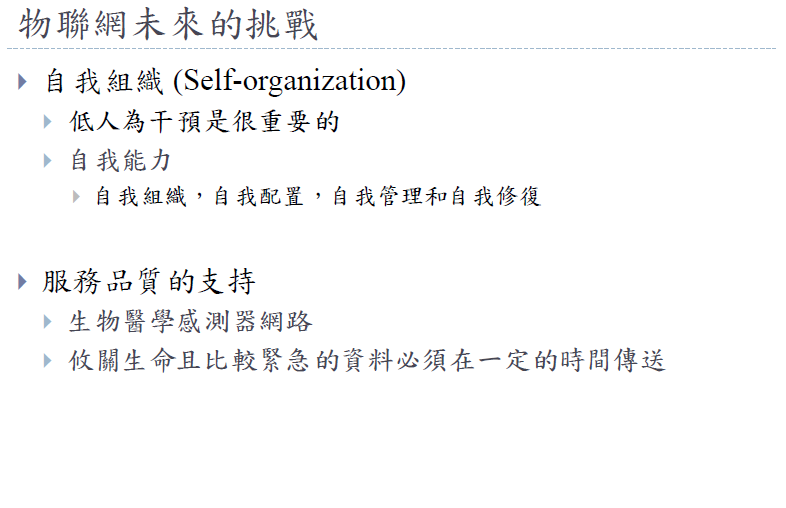 物聯網未來的挑戰
自我組織 (Self-organization)
低人為干預是很重要的
自我能力
自我組織，自我配置，自我管理和自我修復
服務品質的支持
生物醫學感測器網路
攸關生命且比較緊急的資料必須在一定的時間傳送